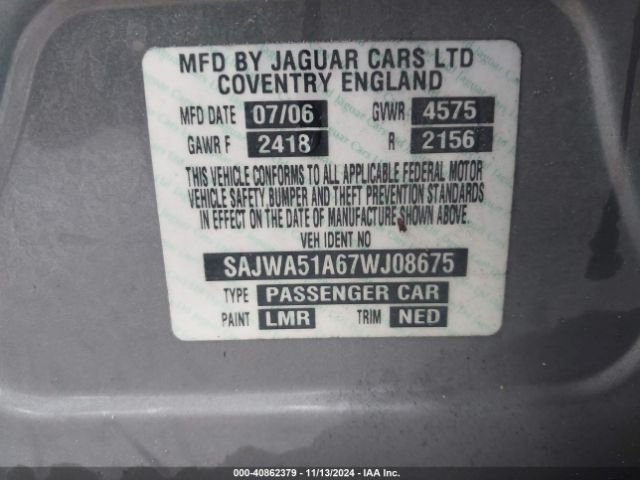 MFD BY JAGUAR CARS LTD
COVENTRY ENGLAND
MFD DATE 07/06 GVWR 4575
GAWR F 2418 R 2156
THIS VEHICLE CONFORMS TO ALL APPLICABLE FEDERAL MOTOR
VEHICLE SAFETY,BUMPER AND THEFT PREVENTION STANDARDS
IN EFFECT ON THE DATE OF MANUFACTURE SHOWN ABOVE.
VEH IDENT NO
SAJWA51A67WJ08675
TYPE PASSENGER CAR
PAINT LMR TRIM NED
000-40862379 - 11/13/2024 - IAA Inc.